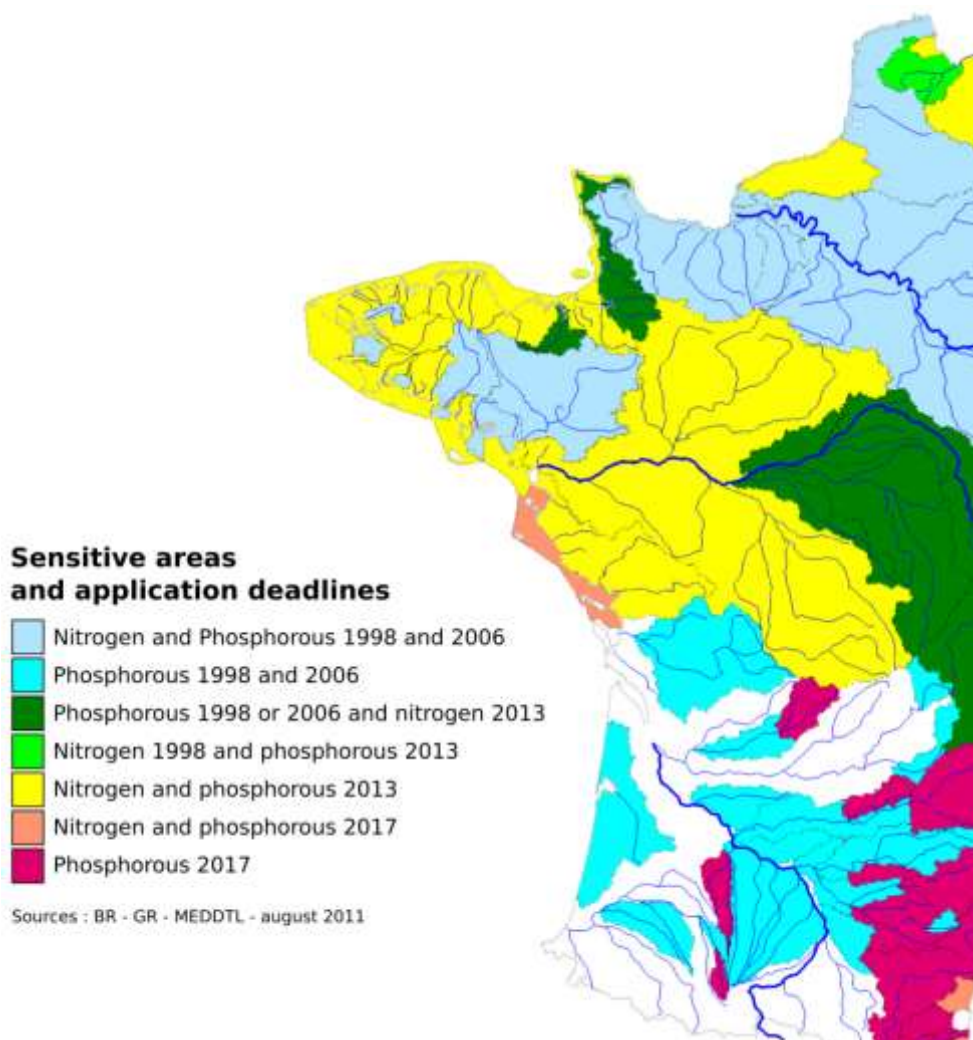 Sensitive areas
and application deadlines
Nitrogen and Phosphorous 1998 and 2006
Phosphorous 1998 and 2006
Phosphorous 1998 or 2006 and nitrogen 2013
Nitrogen 1998 and phosphorous 2013
Nitrogen and phosphorous 2013
Nitrogen and phosphorous 2017
Phosphorous 2017
Sources : BR - GR - MEDDTL - august 2011